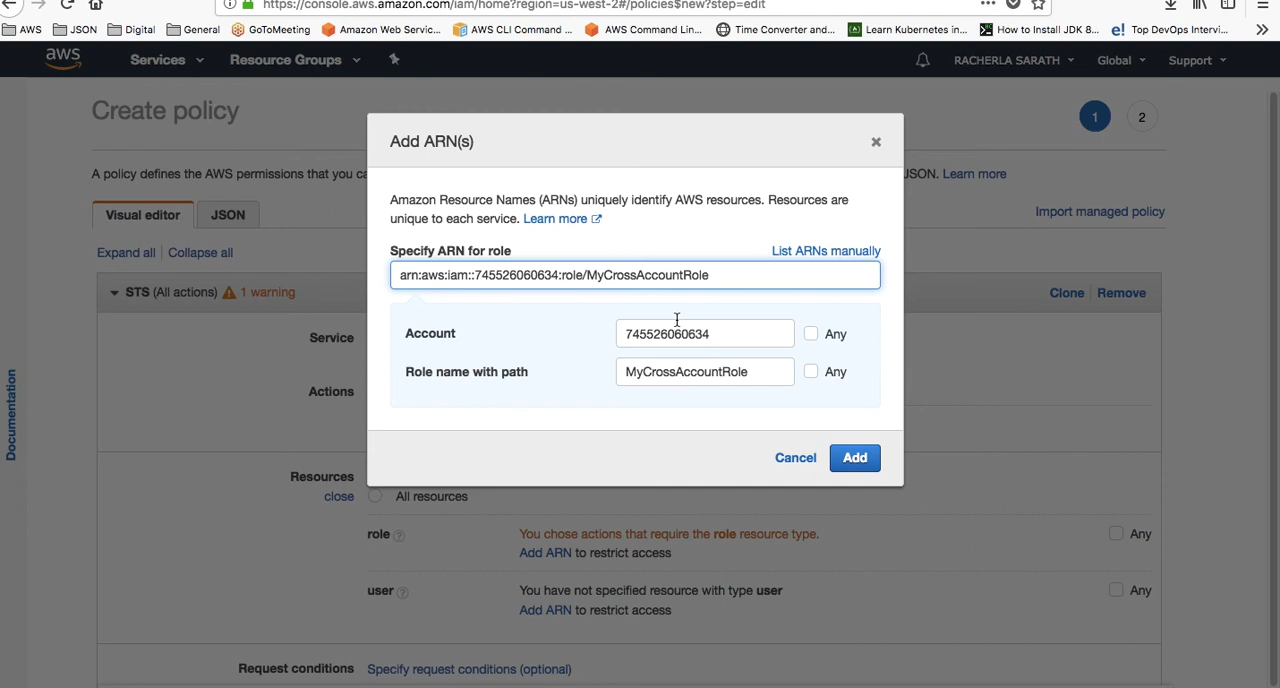 https://console.aws.amazon.com/iam/home?region=us-west-2#/policies$new?step=edit
AWS JSON Digital General GoToMeeting Amazon Web Servic... AWS CLI Command ... AWS Command Lin... Time Converter and... Learn Kubernetes in... How to Install JDK 8... e! Top DevOps Intervi...
aws Services Resource Groups RACHERLA SARATH Global Support
Create policy
1 2
A policy defines the AWS permissions that you ca JSON. Learn more
Visual editor JSON
Import managed policy
Expand all | Collapse all
STS (All actions) 1 warning
Clone Remove
Service
Actions
Resources
close
All resources
role ? You chose actions that require the role resource type. Any
Add ARN to restrict access
user ? You have not specified resource with type user Any
Add ARN to restrict access
Request conditions Specify request conditions (optional)
Documentation
Add ARN(s) ×
Amazon Resource Names (ARNs) uniquely identify AWS resources. Resources are
unique to each service. Learn more
Specify ARN for role List ARNs manually
arn:aws:iam::745526060634:role/MyCrossAccountRole
Account 745526060634 Any
Role name with path MyCrossAccountRole Any
Cancel Add